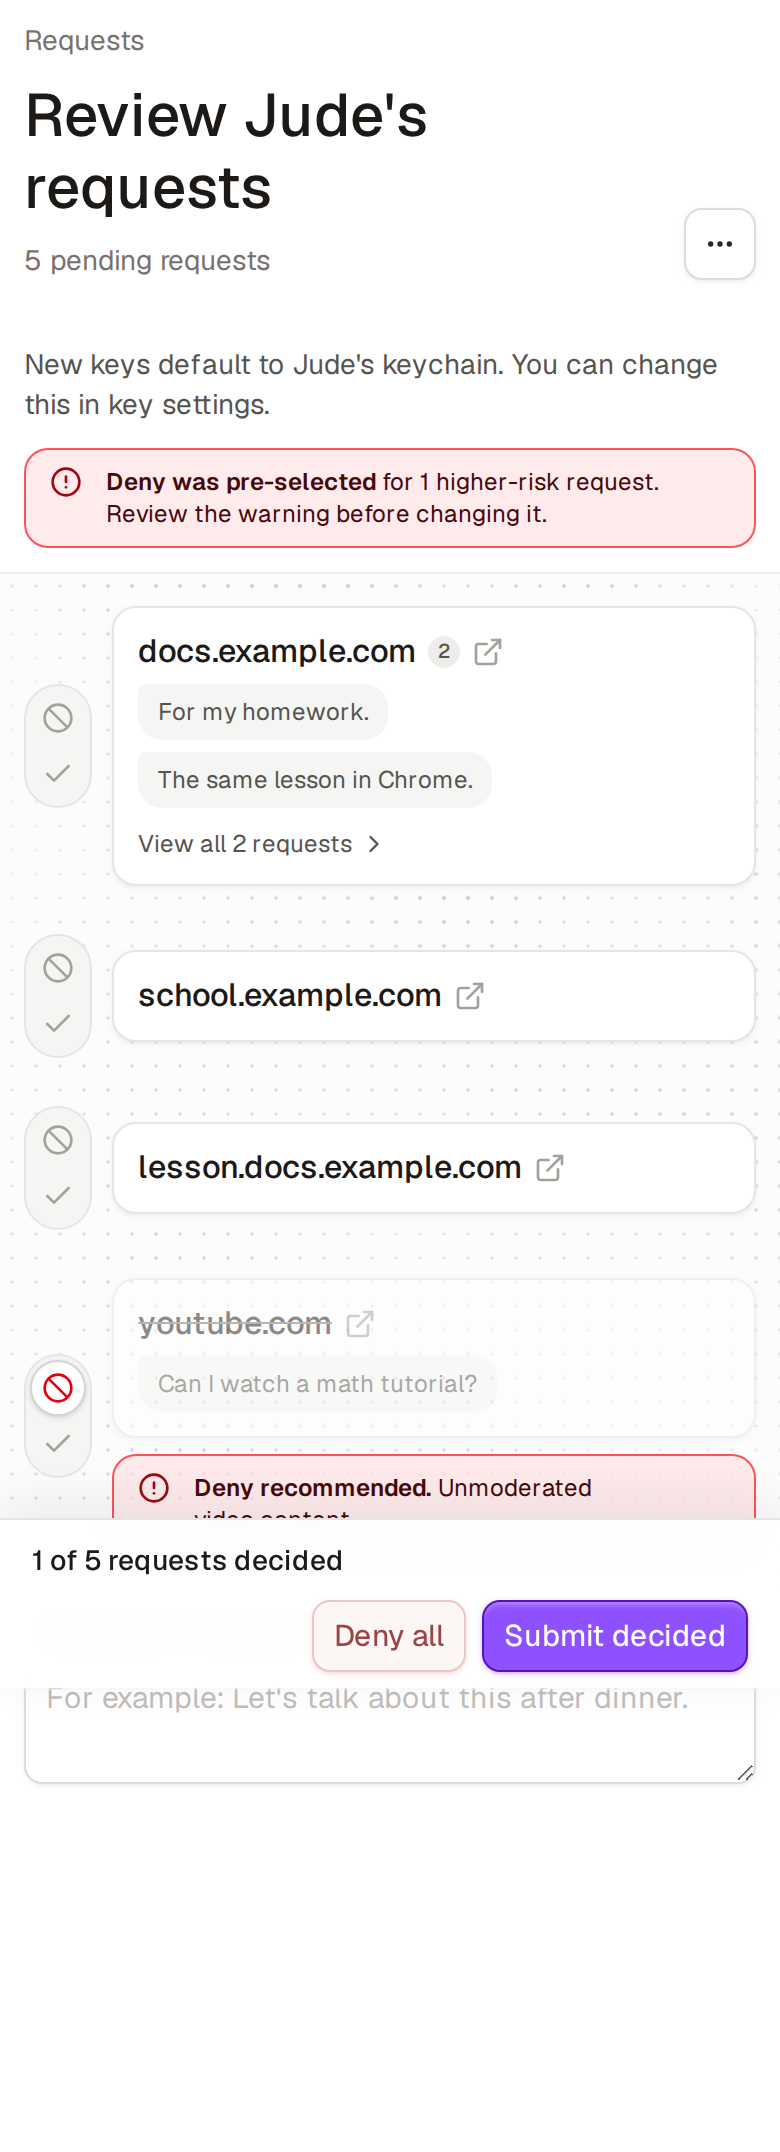 Requests
Review Jude's
requests
5 pending requests
New keys default to Jude's keychain. You can change
this in key settings.
Deny was pre-selected for 1 higher-risk request.
Review the warning before changing it.
docs.example.com 2
For my homework.
The same lesson in Chrome.
View all 2 requests
school.example.com
lesson.docs.example.com
youtube.com
Can I watch a math tutorial?
Deny recommended. Unmoderated
video content
1 of 5 requests decided
Deny all
Submit decided
For example: Let's talk about this after dinner.